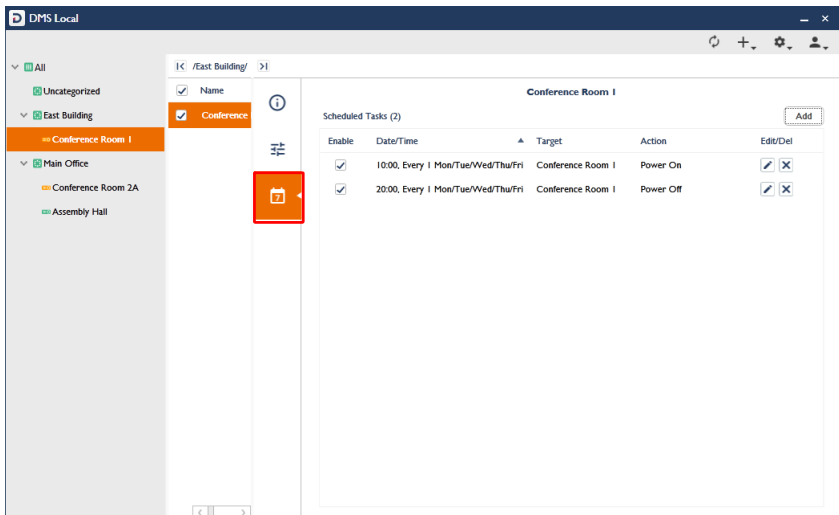 D DMS Local
All
Uncategorized
East Building
Conference Room 1
Main Office
Conference Room 2A
Assembly Hall
/East Building/
Name
Conference
7
Conference Room 1
Scheduled Tasks (2)
Add
Enable Date/Time Target Action Edit/Del
10:00, Every 1 Mon/Tue/Wed/Thu/Fri Conference Room 1 Power On
20:00, Every 1 Mon/Tue/Wed/Thu/Fri Conference Room 1 Power Off